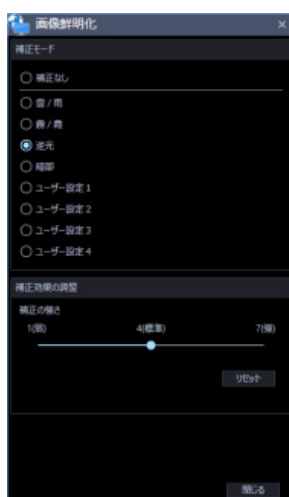 画像鮮明化
補正モード
補正なし
雪 / 雨
霧 / 霞
逆光
暗部
ユーザー設定 1
ユーザー設定 2
ユーザー設定 3
ユーザー設定 4
補正効果の調整
補正の強さ
1(弱) 4(標準) 7(強)
リセット
閉じる